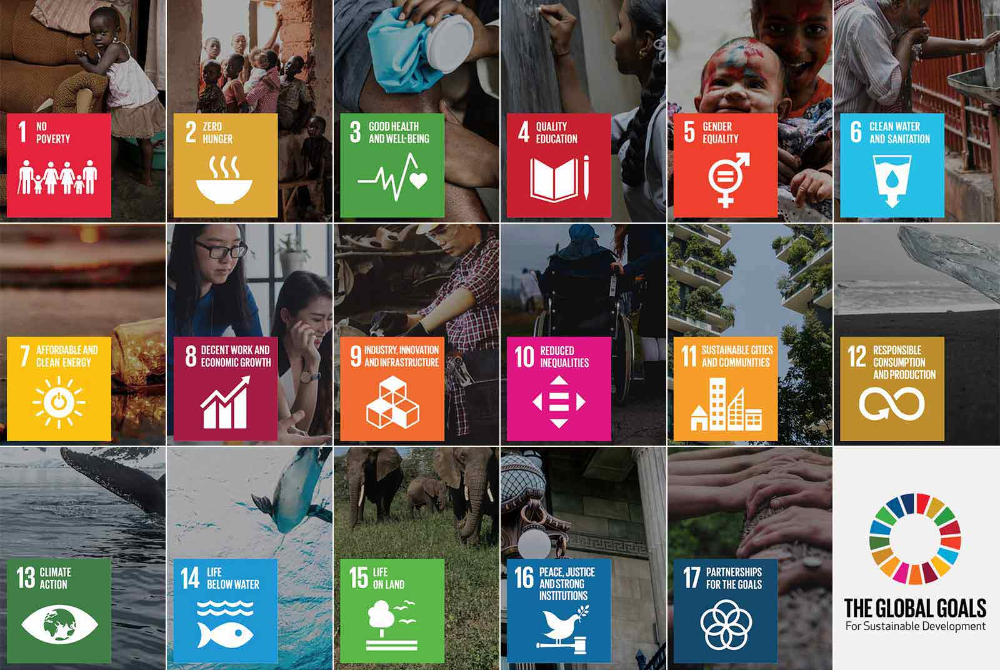 1 NO
POVERTY
2 ZERO
HUNGER
3 GOOD HEALTH
AND WELL-BEING
4 QUALITY
EDUCATION
5 GENDER
EQUALITY
6 CLEAN WATER
AND SANITATION
7 AFFORDABLE AND
CLEAN ENERGY
8 DECENT WORK AND
ECONOMIC GROWTH
9 INDUSTRY, INNOVATION
AND INFRASTRUCTURE
10 REDUCED
INEQUALITIES
11 SUSTAINABLE CITIES
AND COMMUNITIES
12 RESPONSIBLE
CONSUMPTION
AND PRODUCTION
13 CLIMATE
ACTION
14 LIFE
BELOW WATER
15 LIFE
ON LAND
16 PEACE, JUSTICE
AND STRONG
INSTITUTIONS
17 PARTNERSHIPS
FOR THE GOALS
THE GLOBAL GOALS
For Sustainable Development